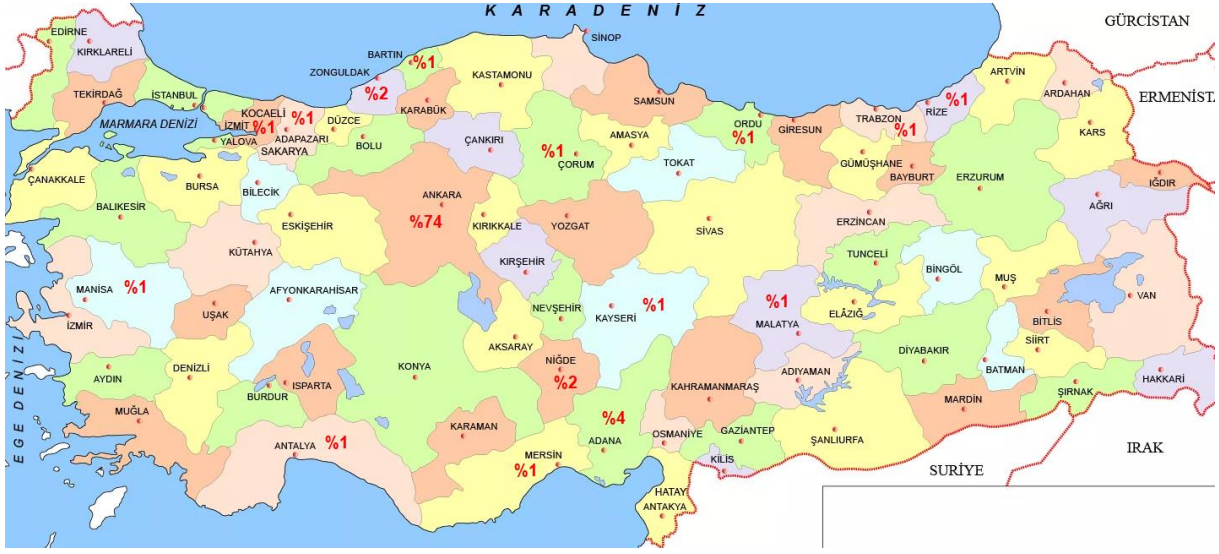 KARADENİZ
GÜRCİSTAN
EDİRNE
KIRKLARELİ
SİNOP
BARTIN
%1
ZONGULDAK
%2
KASTAMONU
ARTVİN
ARDAHAN
ERMENİSTA
TEKİRDAĞ
İSTANBUL
KOCAELİ
İZMİT
%1
%1
ADAPAZARI
SAKARYA
DÜZCE
KARABÜK
SAMSUN
ORDU
%1
GİRESUN
TRABZON
%1
RİZE
%1
KARS
MARMARA DENİZİ
YALOVA
BOLU
ÇANKIRI
%1
ÇORUM
AMASYA
TOKAT
GÜMÜŞHANE
BAYBURT
ERZURUM
IĞDIR
ÇANAKKALE
BURSA
BİLECİK
ANKARA
%74
AĞRI
BALIKESİR
ESKİŞEHİR
KIRIKKALE
YOZGAT
SİVAS
ERZİNCAN
KÜTAHYA
KIRŞEHİR
TUNCELİ
BİNGÖL
MUŞ
VAN
MANİSA
%1
AFYONKARAHİSAR
UŞAK
NEVŞEHİR
KAYSERİ
%1
%1
MALATYA
ELÂZIĞ
BİTLİS
İZMİR
AKSARAY
SİİRT
EGE DENİZİ
AYDIN
DENİZLİ
ISPARTA
BURDUR
KONYA
NİĞDE
%2
KAHRAMANMARAŞ
ADIYAMAN
DİYABAKIR
BATMAN
ŞIRNAK
HAKKARİ
MUĞLA
ANTALYA
%1
KARAMAN
MERSİN
%1
%4
ADANA
OSMANİYE
GAZİANTEP
KİLİS
ŞANLIURFA
MARDİN
HATAY
ANTAKYA
SURİYE
IRAK